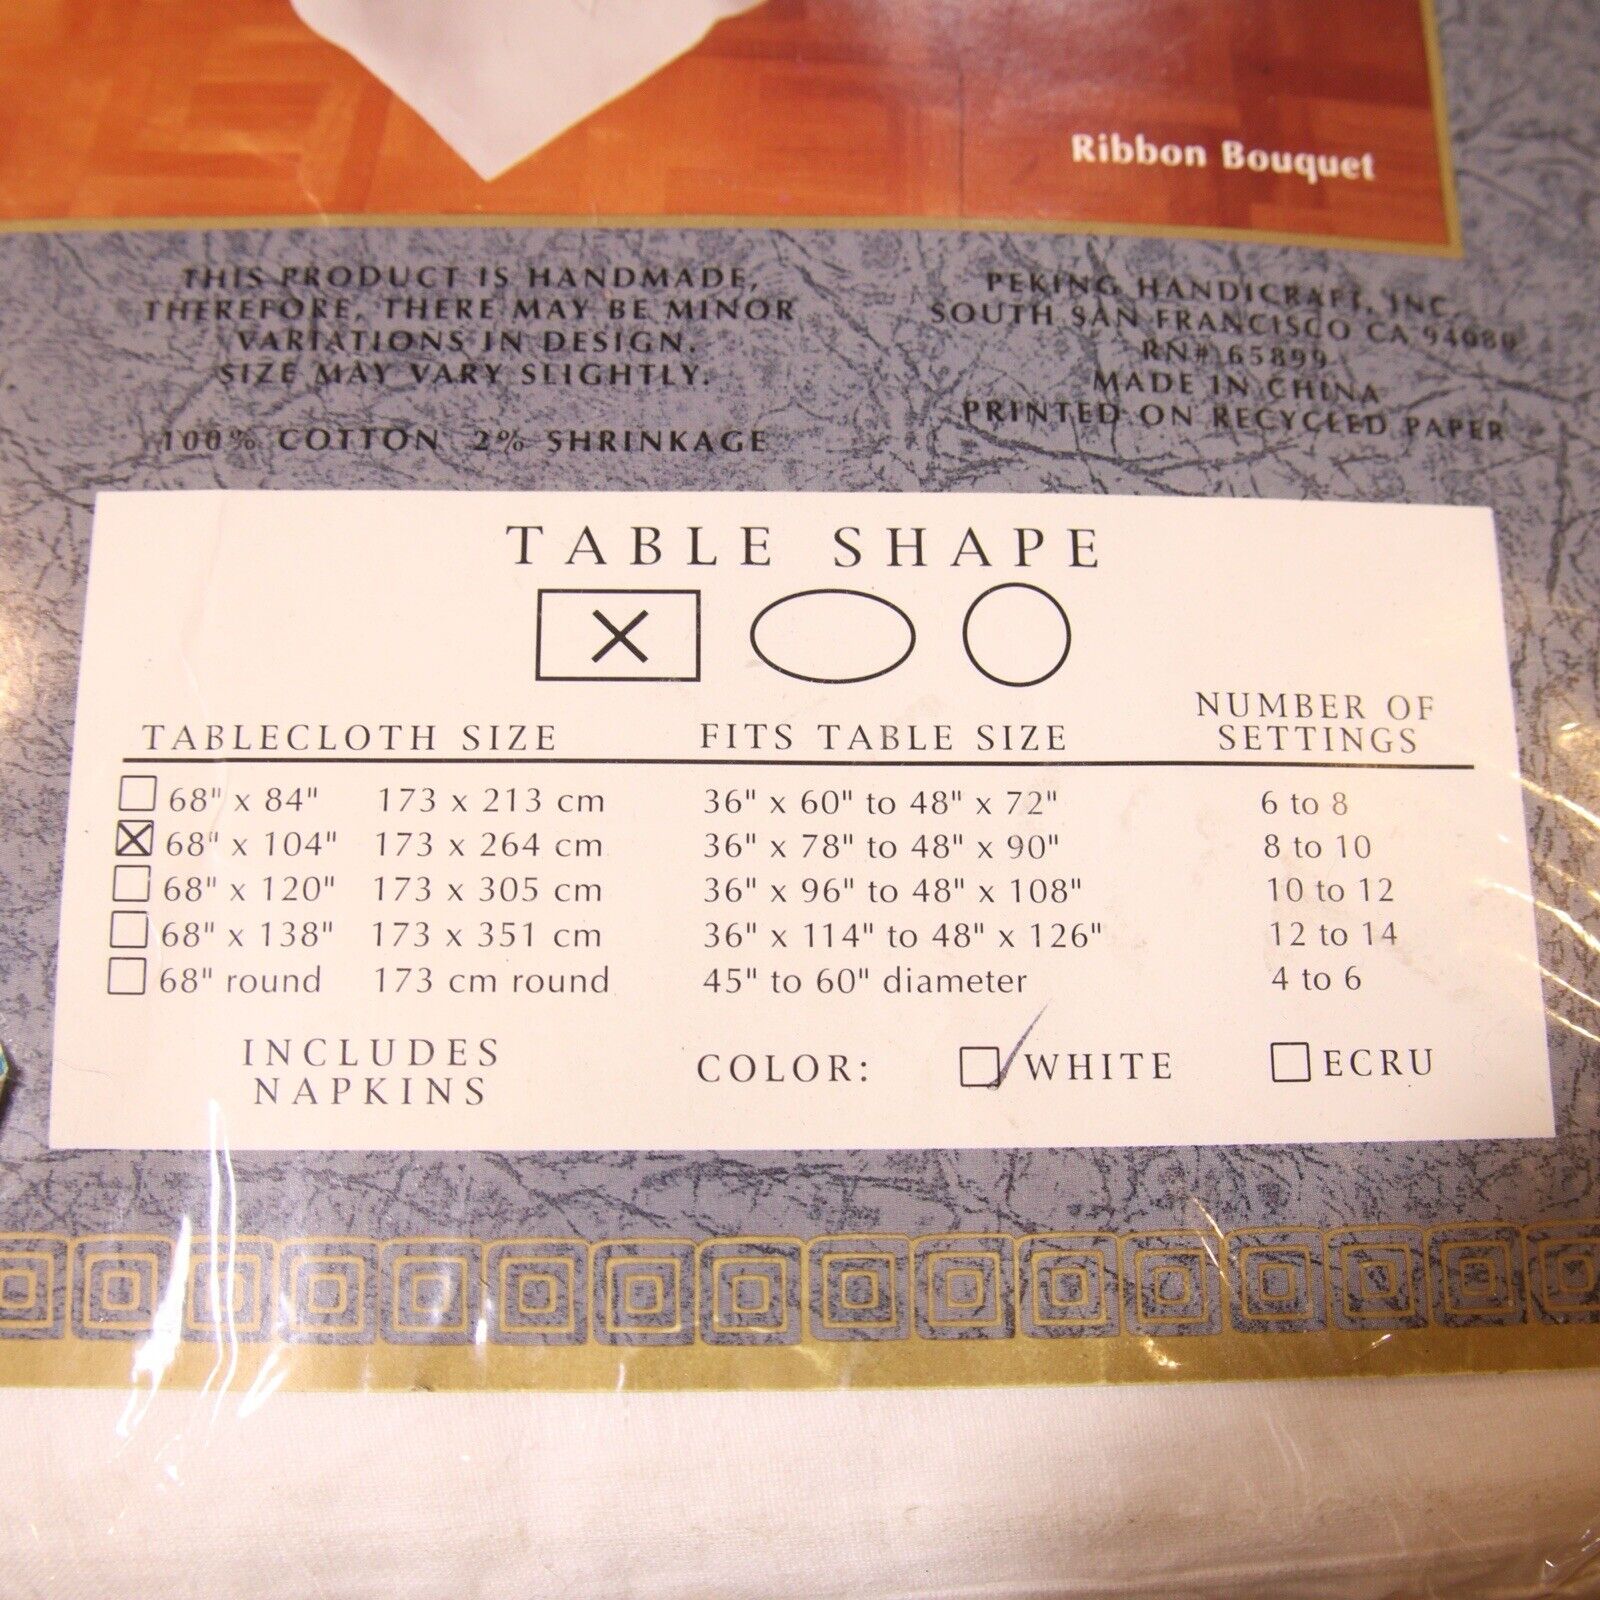 Ribbon Bouquet
THIS PRODUCT IS HANDMADE,
THEREFORE, THERE MAY BE MINOR
VARIATIONS IN DESIGN.
SIZE MAY VARY SLIGHTLY.
100% COTTON 2% SHRINKAGE
PEKING HANDICRAFT, INC.
SOUTH SAN FRANCISCO CA 94080
RN# 65899
MADE IN CHINA
PRINTED ON RECYCLED PAPER
TABLE SHAPE
TABLECLOTH SIZE FITS TABLE SIZE NUMBER OF SETTINGS
68" x 84" 173 x 213 cm 36" x 60" to 48" x 72" 6 to 8
68" x 104" 173 x 264 cm 36" x 78" to 48" x 90" 8 to 10
68" x 120" 173 x 305 cm 36" x 96" to 48" x 108" 10 to 12
68" x 138" 173 x 351 cm 36" x 114" to 48" x 126" 12 to 14
68" round 173 cm round 45" to 60" diameter 4 to 6
INCLUDES
NAPKINS
COLOR: WHITE ECRU